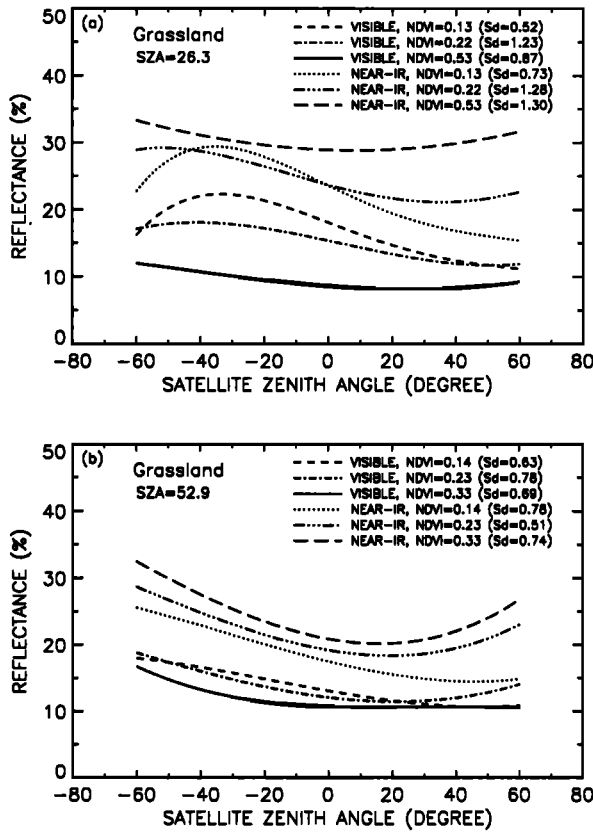 (a)
Grassland
SZA=26.3
VISIBLE, NDVI=0.13 (Sd=0.52)
VISIBLE, NDVI=0.22 (Sd=1.23)
VISIBLE, NDVI=0.53 (Sd=0.87)
NEAR-IR, NDVI=0.13 (Sd=0.73)
NEAR-IR, NDVI=0.22 (Sd=1.28)
NEAR-IR, NDVI=0.53 (Sd=1.30)
REFLECTANCE (%)
50
40
30
20
10
0
-80 -60 -40 -20 0 20 40 60 80
SATELLITE ZENITH ANGLE (DEGREE)
(b)
Grassland
SZA=52.9
VISIBLE, NDVI=0.14 (Sd=0.63)
VISIBLE, NDVI=0.23 (Sd=0.78)
VISIBLE, NDVI=0.33 (Sd=0.69)
NEAR-IR, NDVI=0.14 (Sd=0.78)
NEAR-IR, NDVI=0.23 (Sd=0.51)
NEAR-IR, NDVI=0.33 (Sd=0.74)
REFLECTANCE (%)
50
40
30
20
10
0
-80 -60 -40 -20 0 20 40 60 80
SATELLITE ZENITH ANGLE (DEGREE)